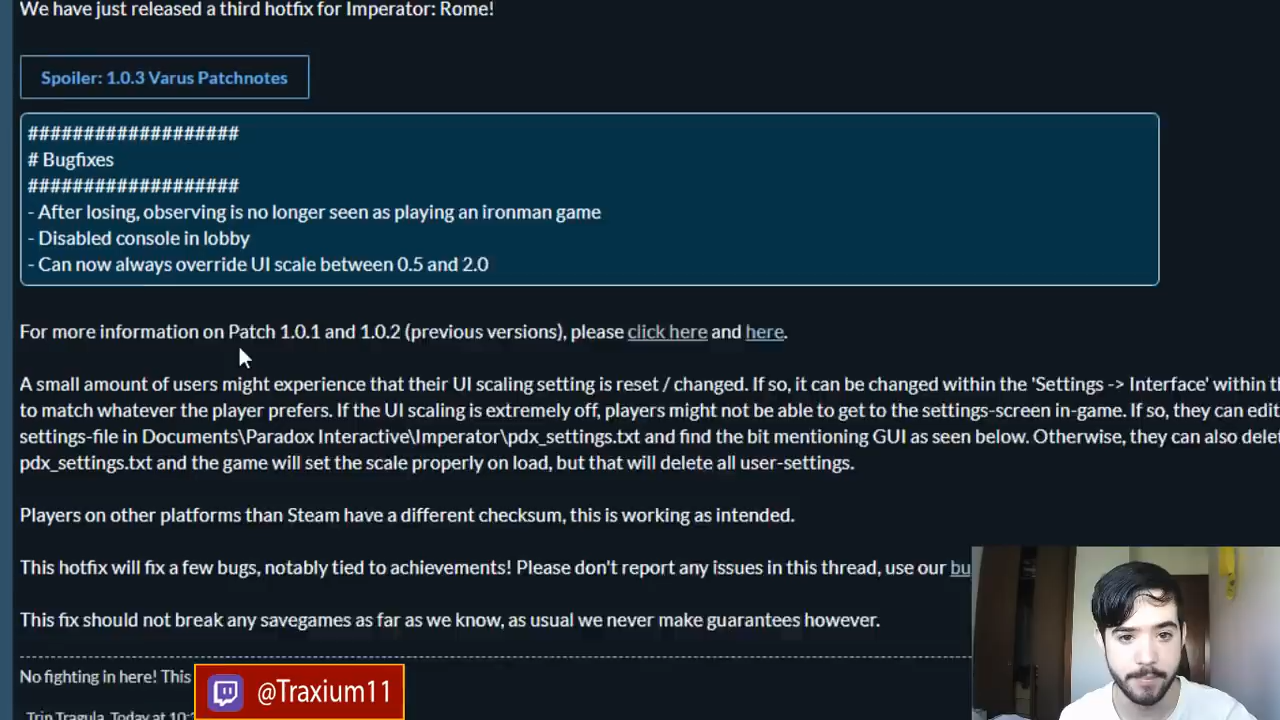 We have just released a third hotfix for Imperator: Rome!
Spoiler: 1.0.3 Varus Patchnotes
###################
# Bugfixes
###################
- After losing, observing is no longer seen as playing an ironman game
- Disabled console in lobby
- Can now always override UI scale between 0.5 and 2.0
For more information on Patch 1.0.1 and 1.0.2 (previous versions), please click here and here.
A small amount of users might experience that their UI scaling setting is reset / changed. If so, it can be changed within the 'Settings -> Interface' within th
to match whatever the player prefers. If the UI scaling is extremely off, players might not be able to get to the settings-screen in-game. If so, they can edit
settings-file in Documents\Paradox Interactive\Imperator\pdx_settings.txt and find the bit mentioning GUI as seen below. Otherwise, they can also delet
pdx_settings.txt and the game will set the scale properly on load, but that will delete all user-settings.
Players on other platforms than Steam have a different checksum, this is working as intended.
This hotfix will fix a few bugs, notably tied to achievements! Please don't report any issues in this thread, use our bu
This fix should not break any savegames as far as we know, as usual we never make guarantees however.
No fighting in here! This
@Traxium11
Trin Tragula, Today at 10: